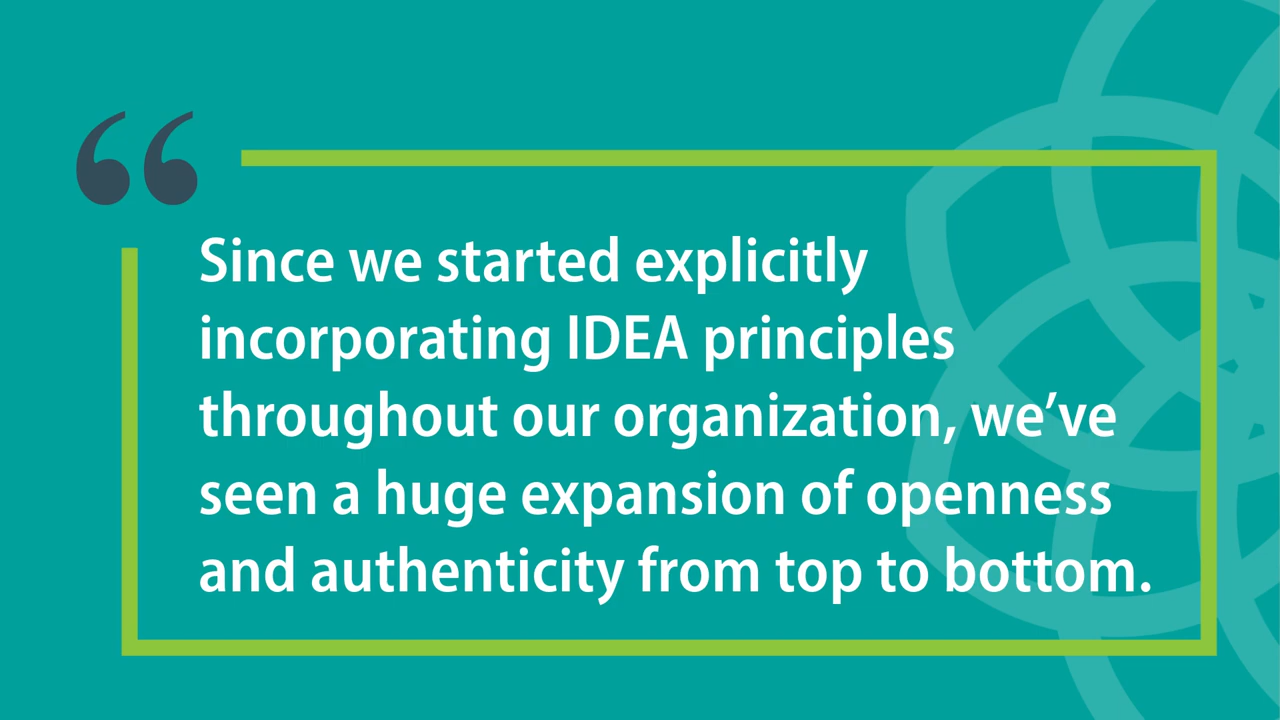 “
Since we started explicitly
incorporating IDEA principles
throughout our organization, we’ve
seen a huge expansion of openness
and authenticity from top to bottom.